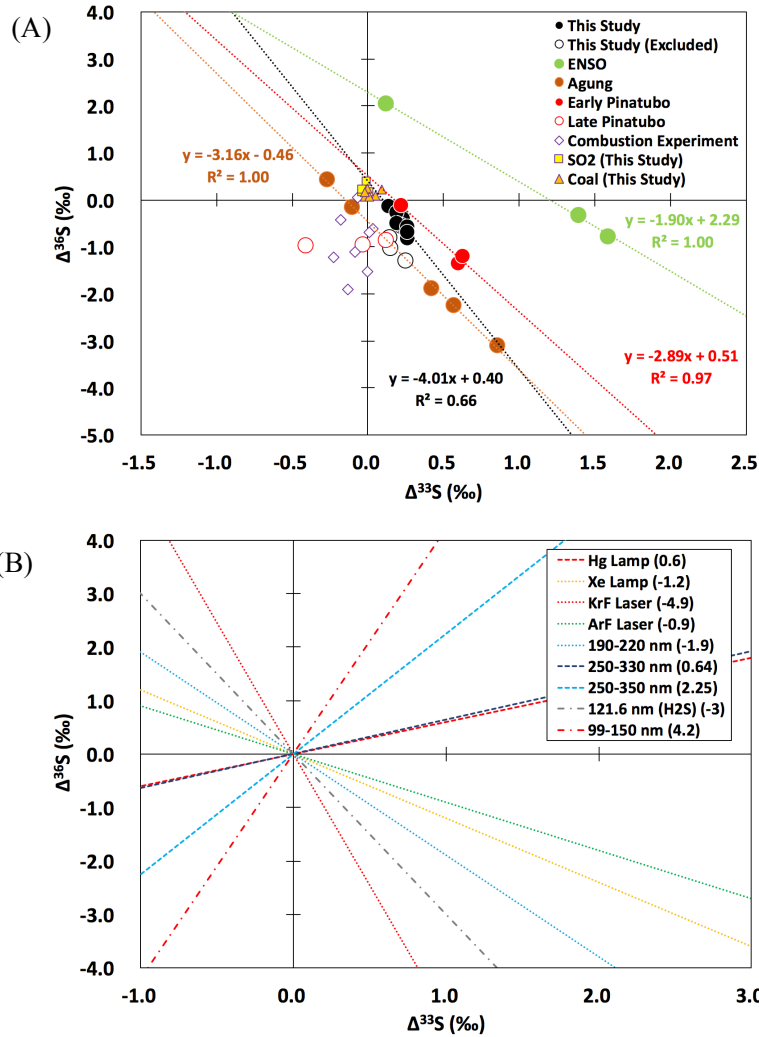 (A)
4.0
3.0
2.0
1.0
0.0
-1.0
-2.0
-3.0
-4.0
-5.0
Δ³⁶S (‰)
This Study
This Study (Excluded)
ENSO
Agung
Early Pinatubo
Late Pinatubo
Combustion Experiment
SO2 (This Study)
Coal (This Study)
y = -3.16x - 0.46
R² = 1.00
y = -1.90x + 2.29
R² = 1.00
y = -2.89x + 0.51
R² = 0.97
y = -4.01x + 0.40
R² = 0.66
-1.5 -1.0 -0.5 0.0 0.5 1.0 1.5 2.0 2.5
Δ³³S (‰)
B)
4.0
3.0
2.0
1.0
0.0
-1.0
-2.0
-3.0
-4.0
Δ³⁶S (‰)
Hg Lamp (0.6)
Xe Lamp (-1.2)
KrF Laser (-4.9)
ArF Laser (-0.9)
190-220 nm (-1.9)
250-330 nm (0.64)
250-350 nm (2.25)
121.6 nm (H2S) (-3)
99-150 nm (4.2)
-1.0 0.0 1.0 2.0 3.0
Δ³³S (‰)